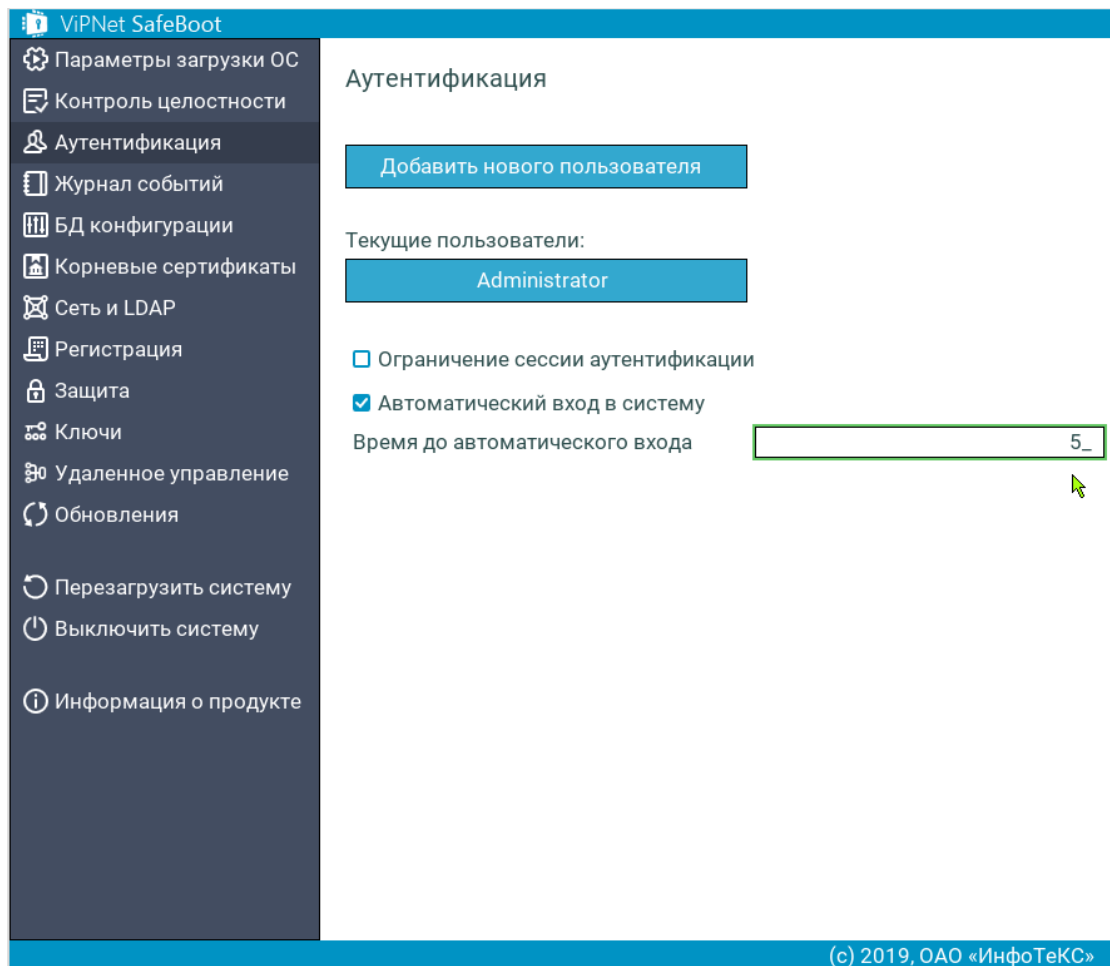 ViPNet SafeBoot
Параметры загрузки ОС
Контроль целостности
Аутентификация
Журнал событий
БД конфигурации
Корневые сертификаты
Сеть и LDAP
Регистрация
Защита
Ключи
Удаленное управление
Обновления
Перезагрузить систему
Выключить систему
Информация о продукте
Аутентификация
Добавить нового пользователя
Текущие пользователи:
Administrator
Ограничение сессии аутентификации
Автоматический вход в систему
Время до автоматического входа 5_
(c) 2019, ОАО «ИнфоТеКС»